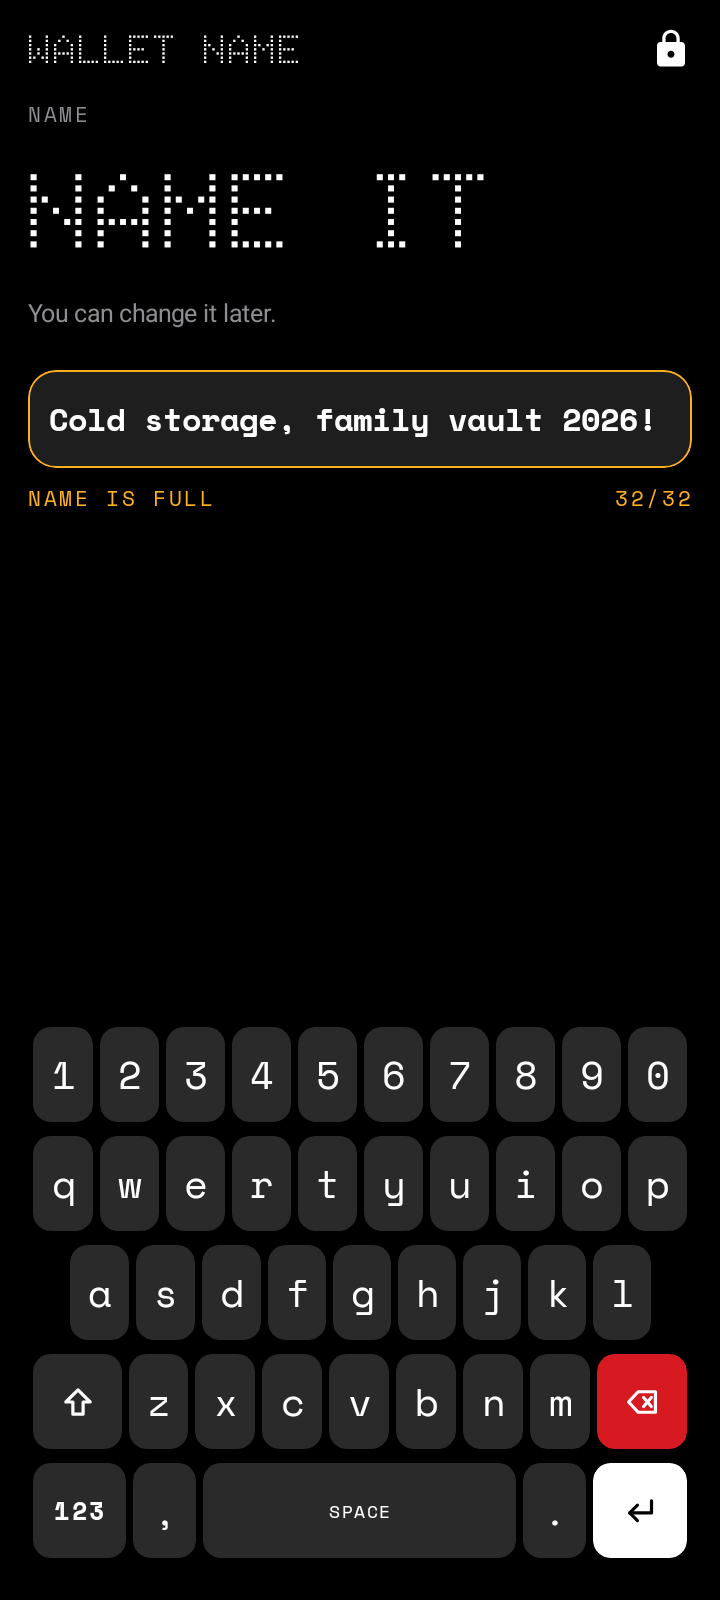 WALLET NAME
NAME
NAME IT
You can change it later.
Cold storage, family vault 2026!
NAME IS FULL 32/32
1 2 3 4 5 6 7 8 9 0
q w e r t y u i o p
a s d f g h j k l
z x c v b n m
123 , SPACE .